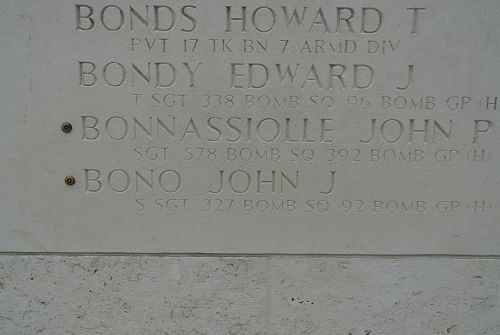 BONDS HOWARD T
PVT 17 TK BN 7 ARMD DIV
BONDY EDWARD J
T SGT 338 BOMB SQ 96 BOMB GP (H
BONNASSIOLLE JOHN P
SGT 578 BOMB SQ 392 BOMB GP (H)
BONO JOHN J
S SGT 327 BOMB SQ 92 BOMB GP (H)